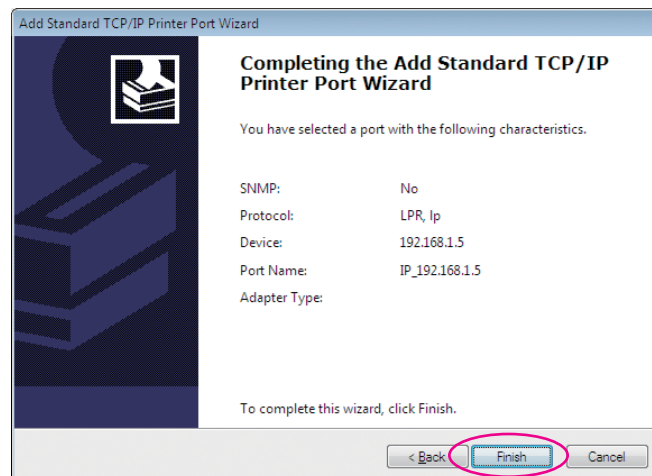 Add Standard TCP/IP Printer Port Wizard
Completing the Add Standard TCP/IP
Printer Port Wizard
You have selected a port with the following characteristics.
SNMP: No
Protocol: LPR, lp
Device: 192.168.1.5
Port Name: IP_192.168.1.5
Adapter Type:
To complete this wizard, click Finish.
< Back Finish Cancel